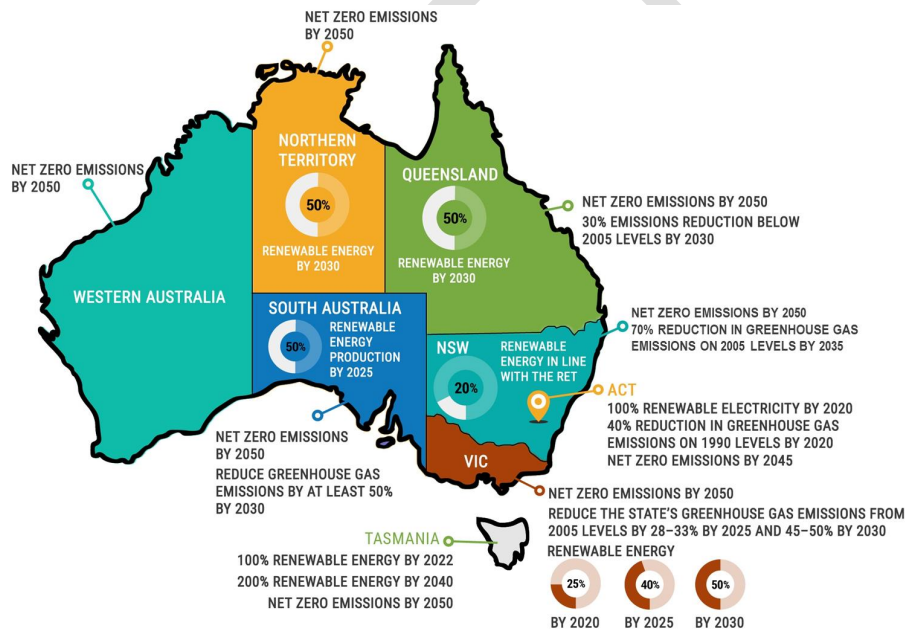 NET ZERO EMISSIONS
BY 2050
NORTHERN
TERRITORY
50%
RENEWABLE ENERGY
BY 2030
NET ZERO EMISSIONS
BY 2050
WESTERN AUSTRALIA
QUEENSLAND
50%
RENEWABLE ENERGY
BY 2030
NET ZERO EMISSIONS BY 2050
30% EMISSIONS REDUCTION BELOW
2005 LEVELS BY 2030
SOUTH AUSTRALIA
50%
RENEWABLE
ENERGY
PRODUCTION
BY 2025
NET ZERO EMISSIONS
BY 2050
REDUCE GREENHOUSE GAS
EMISSIONS BY AT LEAST 50%
BY 2030
NSW
20%
RENEWABLE
ENERGY IN LINE
WITH THE RET
NET ZERO EMISSIONS BY 2050
70% REDUCTION IN GREENHOUSE GAS
EMISSIONS ON 2005 LEVELS BY 2035
ACT
100% RENEWABLE ELECTRICITY BY 2020
40% REDUCTION IN GREENHOUSE GAS
EMISSIONS ON 1990 LEVELS BY 2020
NET ZERO EMISSIONS BY 2045
VIC
NET ZERO EMISSIONS BY 2050
REDUCE THE STATE'S GREENHOUSE GAS EMISSIONS FROM
2005 LEVELS BY 28–33% BY 2025 AND 45–50% BY 2030
RENEWABLE ENERGY
25%
40%
50%
BY 2020
BY 2025
BY 2030
TASMANIA
100% RENEWABLE ENERGY BY 2022
200% RENEWABLE ENERGY BY 2040
NET ZERO EMISSIONS BY 2050